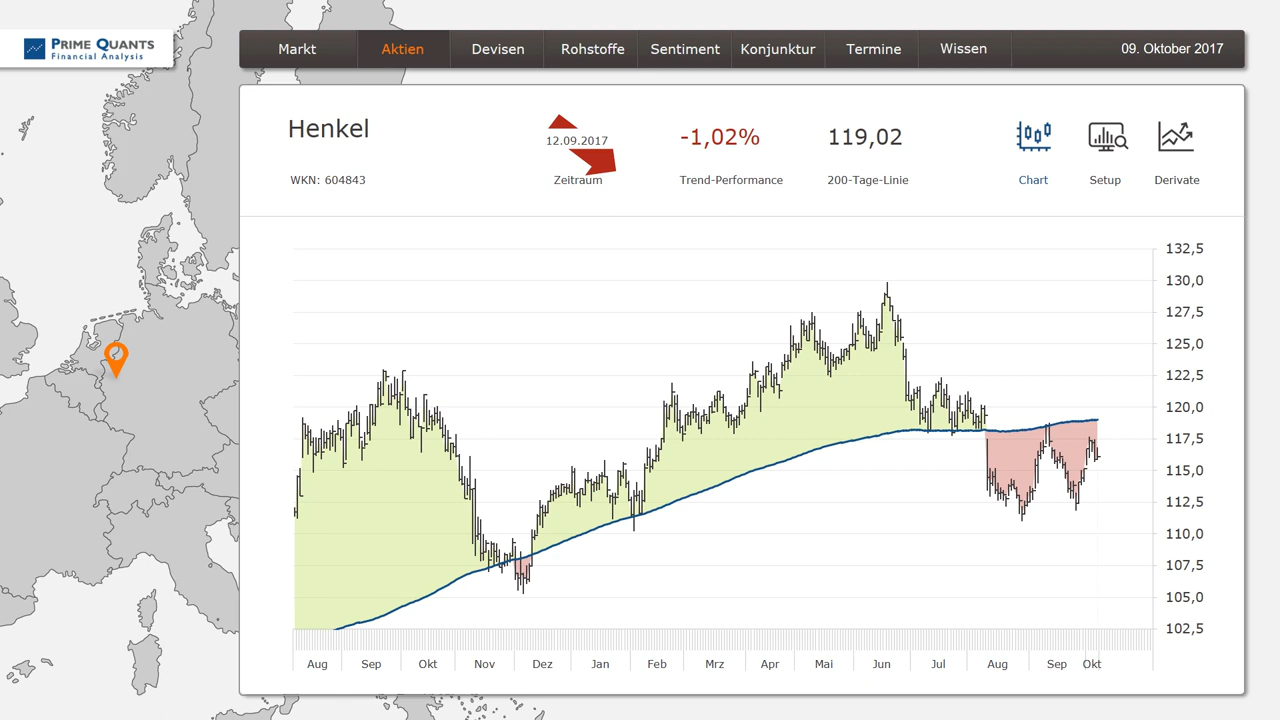 PRIME QUANTS
Financial Analysis
Markt Aktien Devisen Rohstoffe Sentiment Konjunktur Termine Wissen 09. Oktober 2017
Henkel
12.09.2017 -1,02% 119,02
WKN: 604843 Zeitraum Trend-Performance 200-Tage-Linie Chart Setup Derivate
132,5
130,0
127,5
125,0
122,5
120,0
117,5
115,0
112,5
110,0
107,5
105,0
102,5
Aug Sep Okt Nov Dez Jan Feb Mrz Apr Mai Jun Jul Aug Sep Okt